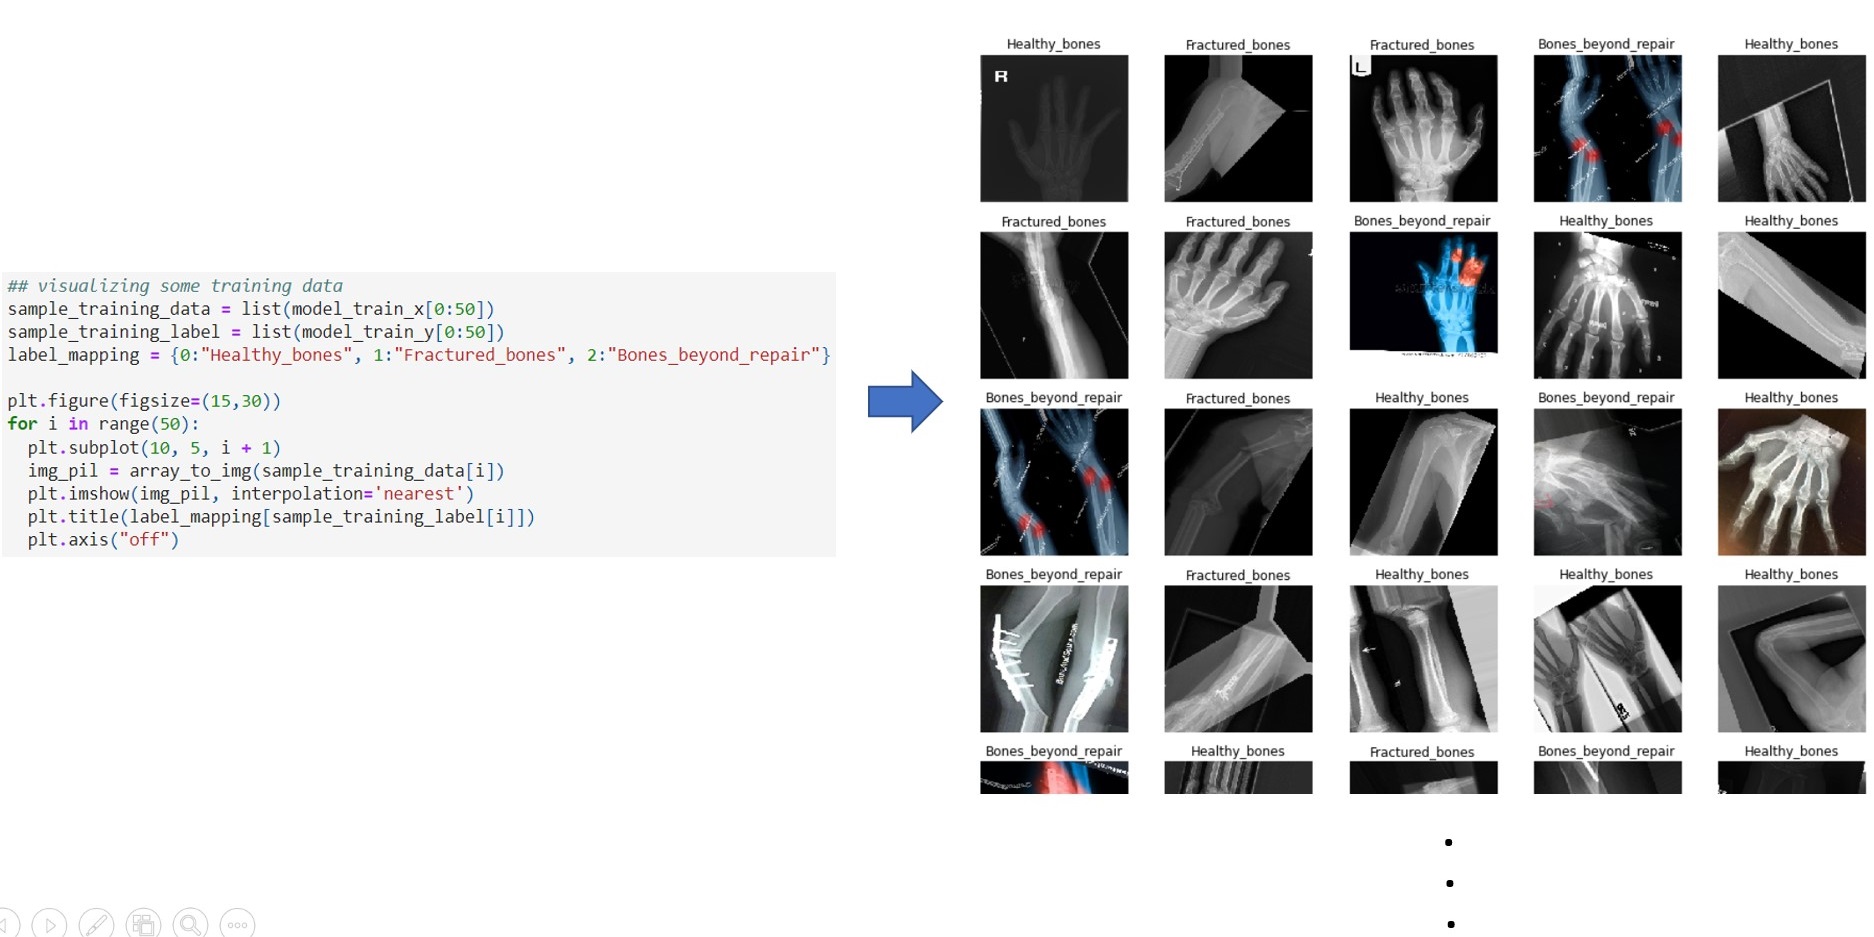 ## visualizing some training data
sample_training_data = list(model_train_x[0:50])
sample_training_label = list(model_train_y[0:50])
label_mapping = {0:"Healthy_bones", 1:"Fractured_bones", 2:"Bones_beyond_repair"}
plt.figure(figsize=(15,30))
for i in range(50):
plt.subplot(10, 5, i + 1)
img_pil = array_to_img(sample_training_data[i])
plt.imshow(img_pil, interpolation='nearest')
plt.title(label_mapping[sample_training_label[i]])
plt.axis("off")
Healthy_bones Fractured_bones Fractured_bones Bones_beyond_repair Healthy_bones
R
L
Fractured_bones Fractured_bones Bones_beyond_repair Healthy_bones Healthy_bones
Bones_beyond_repair Fractured_bones Healthy_bones Bones_beyond_repair Healthy_bones
Bones_beyond_repair Fractured_bones Healthy_bones Healthy_bones Healthy_bones
Bones_beyond_repair Healthy_bones Fractured_bones Bones_beyond_repair Healthy_bones